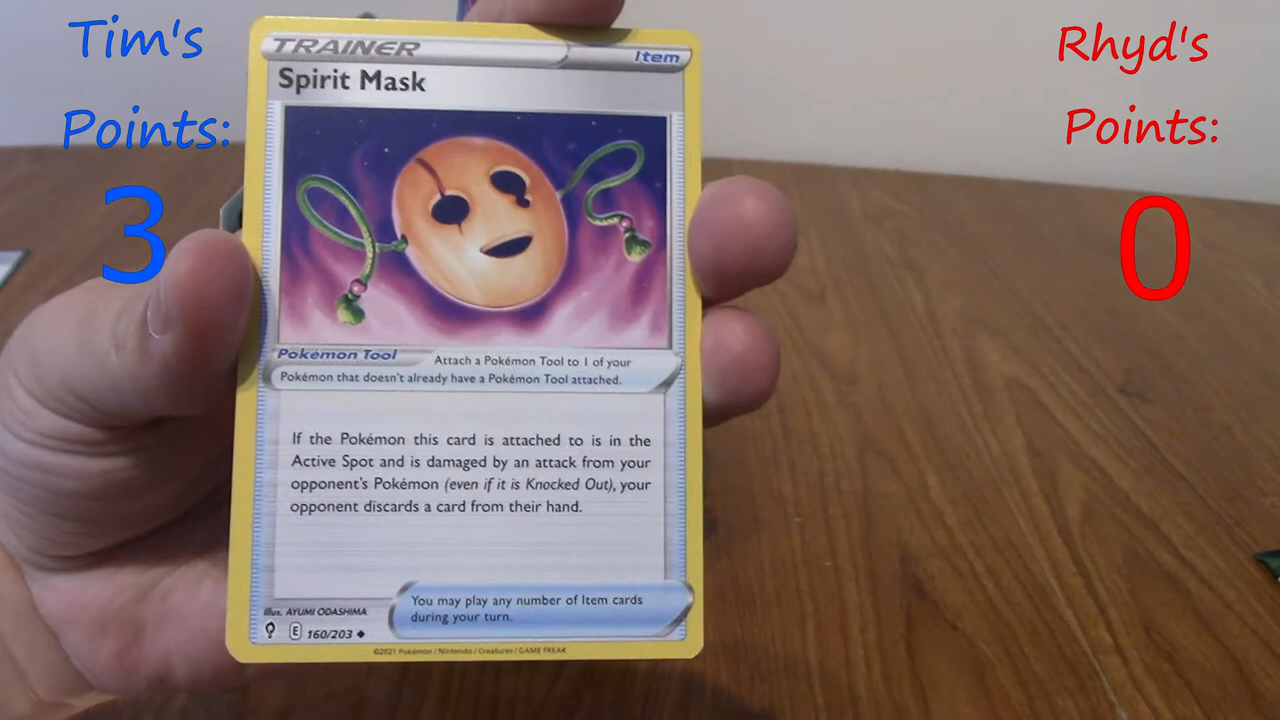 Tim's
Points:
3
Rhyd's
Points:
0
TRAINER
Item
Spirit Mask
Pokémon Tool
Attach a Pokémon Tool to 1 of your
Pokémon that doesn't already have a Pokémon Tool attached.
If the Pokémon this card is attached to is in the
Active Spot and is damaged by an attack from your
opponent's Pokémon (even if it is Knocked Out), your
opponent discards a card from their hand.
You may play any number of Item cards
during your turn.
Illus. AYUMI ODASHIMA
E 160/203
©2021 Pokémon / Nintendo / Creatures / GAME FREAK